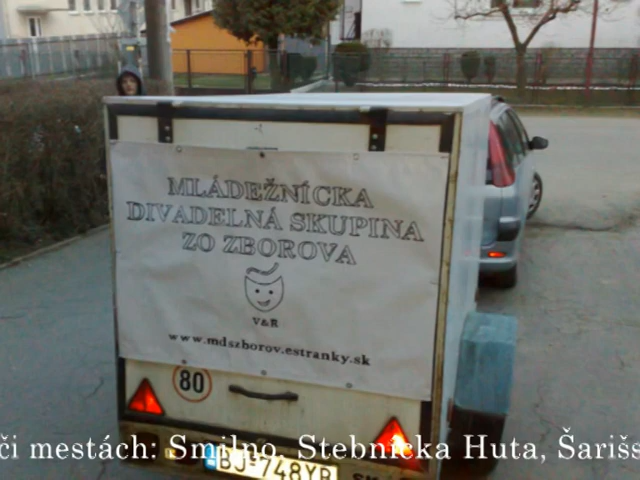 MLÁDEŽNÍCKA
DIVADELNÁ SKUPINA
ZO ZBOROVA
V&R
www.mdszborov.estranky.sk
80
či mestách: Smilno, Stebnícka Huta, Šariš
BJ-748YB